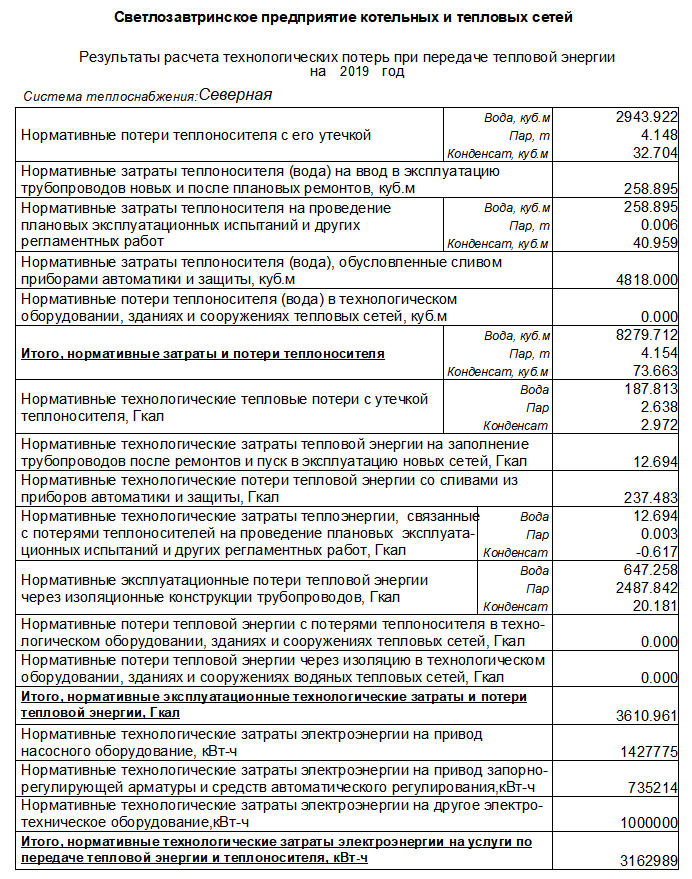 Светлозавтринское предприятие котельных и тепловых сетей
Результаты расчета технологических потерь при передаче тепловой энергии
на 2019 год
Система теплоснабжения:Северная
Нормативные потери теплоносителя с его утечкой
Вода, куб.м 2943.922
Пар, т 4.148
Конденсат, куб.м 32.704
Нормативные затраты теплоносителя (вода) на ввод в эксплуатацию
трубопроводов новых и после плановых ремонтов, куб.м 258.895
Нормативные затраты теплоносителя на проведение
плановых эксплуатационных испытаний и других
регламентных работ
Вода, куб.м 258.895
Пар, т 0.006
Конденсат, куб.м 40.959
Нормативные затраты теплоносителя (вода), обусловленные сливом
приборами автоматики и защиты, куб.м 4818.000
Нормативные потери теплоносителя (вода) в технологическом
оборудовании, зданиях и сооружениях тепловых сетей, куб.м 0.000
Итого, нормативные затраты и потери теплоносителя
Вода, куб.м 8279.712
Пар, т 4.154
Конденсат, куб.м 73.663
Нормативные технологические тепловые потери с утечкой
теплоносителя, Гкал
Вода 187.813
Пар 2.638
Конденсат 2.972
Нормативные технологические затраты тепловой энергии на заполнение
трубопроводов после ремонтов и пуск в эксплуатацию новых сетей, Гкал 12.694
Нормативные технологические потери тепловой энергии со сливами из
приборов автоматики и защиты, Гкал 237.483
Нормативные технологические затраты теплоэнергии, связанные
с потерями теплоносителей на проведение плановых эксплуата-
ционных испытаний и других регламентных работ, Гкал
Вода 12.694
Пар 0.003
Конденсат -0.617
Нормативные эксплуатационные потери тепловой энергии
через изоляционные конструкции трубопроводов, Гкал
Вода 647.258
Пар 2487.842
Конденсат 20.181
Нормативные потери тепловой энергии с потерями теплоносителя в техно-
логическом оборудовании, зданиях и сооружениях тепловых сетей, Гкал 0.000
Нормативные потери тепловой энергии через изоляцию в технологическом
оборудовании, зданиях и сооружениях водяных тепловых сетей, Гкал 0.000
Итого, нормативные эксплуатационные технологические затраты и потери
тепловой энергии, Гкал 3610.961
Нормативные технологические затраты электроэнергии на привод
насосного оборудование, кВт-ч 1427775
Нормативные технологические затраты электроэнергии на привод запорно-
регулирующей арматуры и средств автоматического регулирования,кВт-ч 735214
Нормативные технологические затраты электроэнергии на другое электро-
техническое оборудование,кВт-ч 1000000
Итого, нормативные технологические затраты электроэнергии на услуги по
передаче тепловой энергии и теплоносителя, кВт-ч 3162989